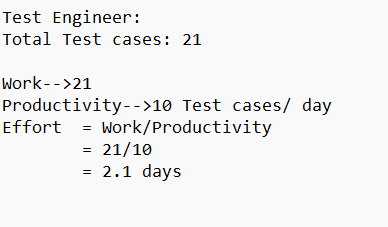 Test Engineer:
Total Test cases: 21
Work-->21
Productivity-->10 Test cases/ day
Effort  = Work/Productivity
        = 21/10
        = 2.1 days